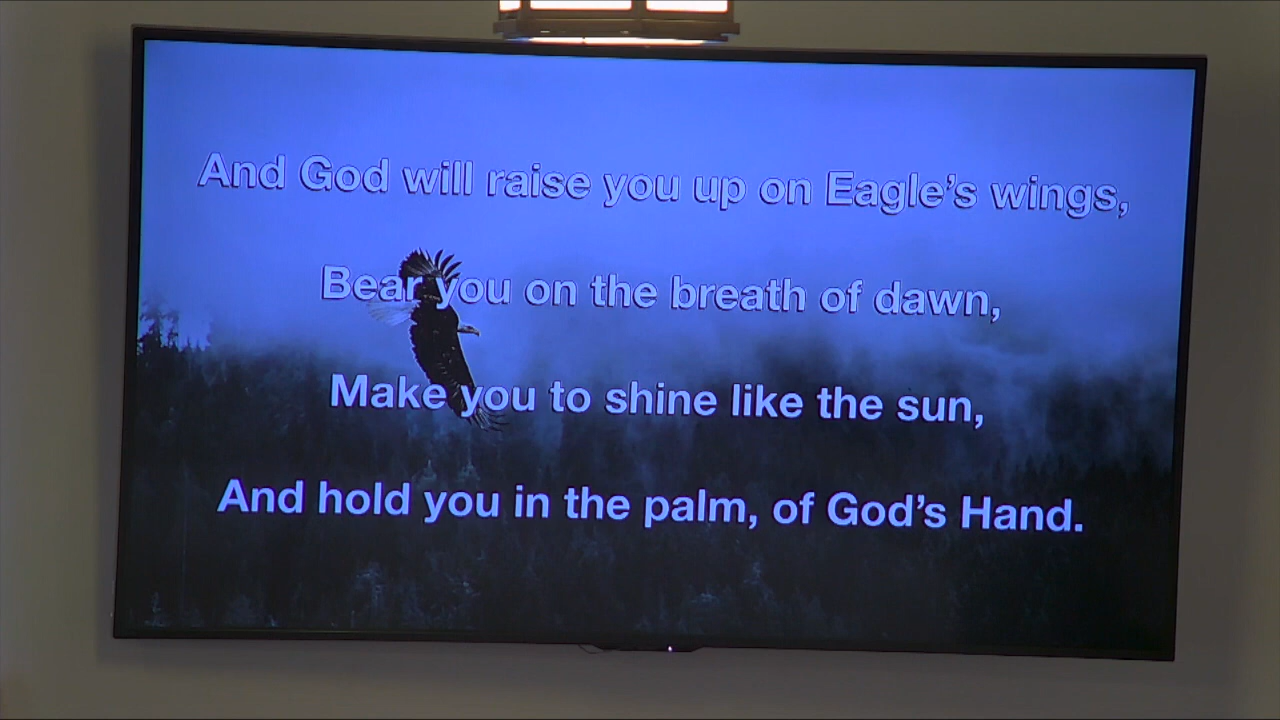 And God will raise you up on Eagle’s wings,
Bear you on the breath of dawn,
Make you to shine like the sun,
And hold you in the palm, of God’s Hand.